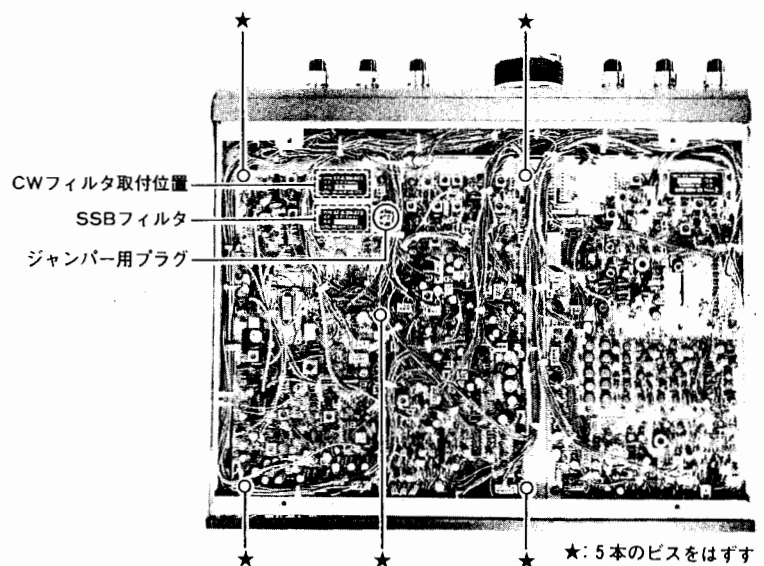 ★ ★
CWフィルタ取付位置
SSBフィルタ
ジャンパー用プラグ
★ ★ ★
★: 5本のビスをはずす